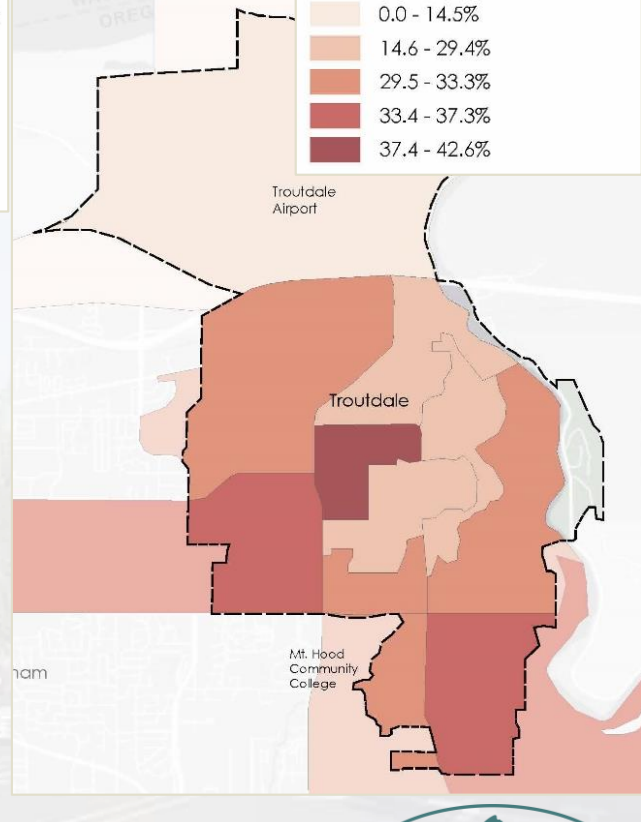 OREG
0.0 - 14.5%
14.6 - 29.4%
29.5 - 33.3%
33.4 - 37.3%
37.4 - 42.6%
Troutdale
Airport
Troutdale
Mt. Hood
Community
College
ham